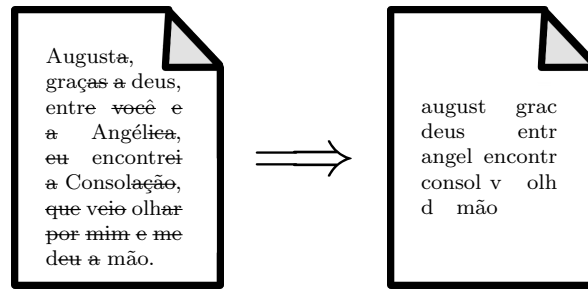 Augusta,
graças a deus,
entre você e
a Angélica,
eu encontrei
a Consolação,
que veio olhar
por mim e me
deu a mão.
august grac
deus entr
angel encontr
consol v olh
d mão